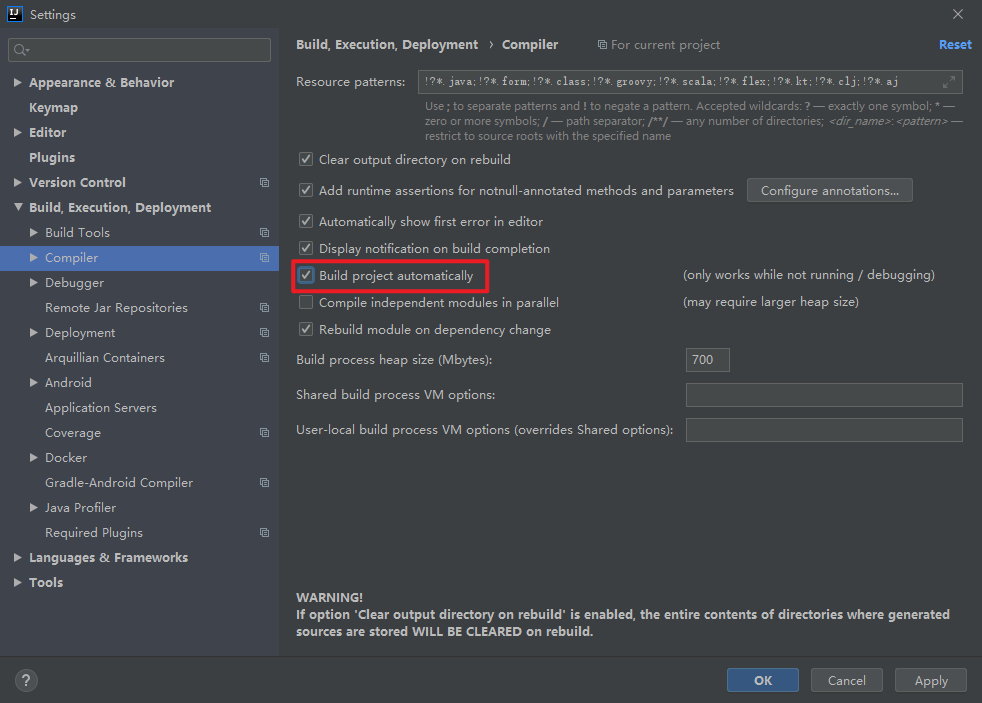 Settings
Appearance & Behavior
Keymap
Editor
Plugins
Version Control
Build, Execution, Deployment
Build Tools
Compiler
Debugger
Remote Jar Repositories
Deployment
Arquillian Containers
Android
Application Servers
Coverage
Docker
Gradle-Android Compiler
Java Profiler
Required Plugins
Languages & Frameworks
Tools
Build, Execution, Deployment › Compiler For current project Reset
Resource patterns: !?*.java;!?*.form;!?*.class;!?*.groovy;!?*.scala;!?*.flex;!?*.kt;!?*.clj;!?*.aj
Use ; to separate patterns and ! to negate a pattern. Accepted wildcards: ? — exactly one symbol; * —
zero or more symbols; / — path separator; /**/ — any number of directories; <dir_name>:<pattern> —
restrict to source roots with the specified name
Clear output directory on rebuild
Add runtime assertions for notnull-annotated methods and parameters Configure annotations...
Automatically show first error in editor
Display notification on build completion
Build project automatically (only works while not running / debugging)
Compile independent modules in parallel (may require larger heap size)
Rebuild module on dependency change
Build process heap size (Mbytes): 700
Shared build process VM options:
User-local build process VM options (overrides Shared options):
WARNING!
If option 'Clear output directory on rebuild' is enabled, the entire contents of directories where generated
sources are stored WILL BE CLEARED on rebuild.
? OK Cancel Apply